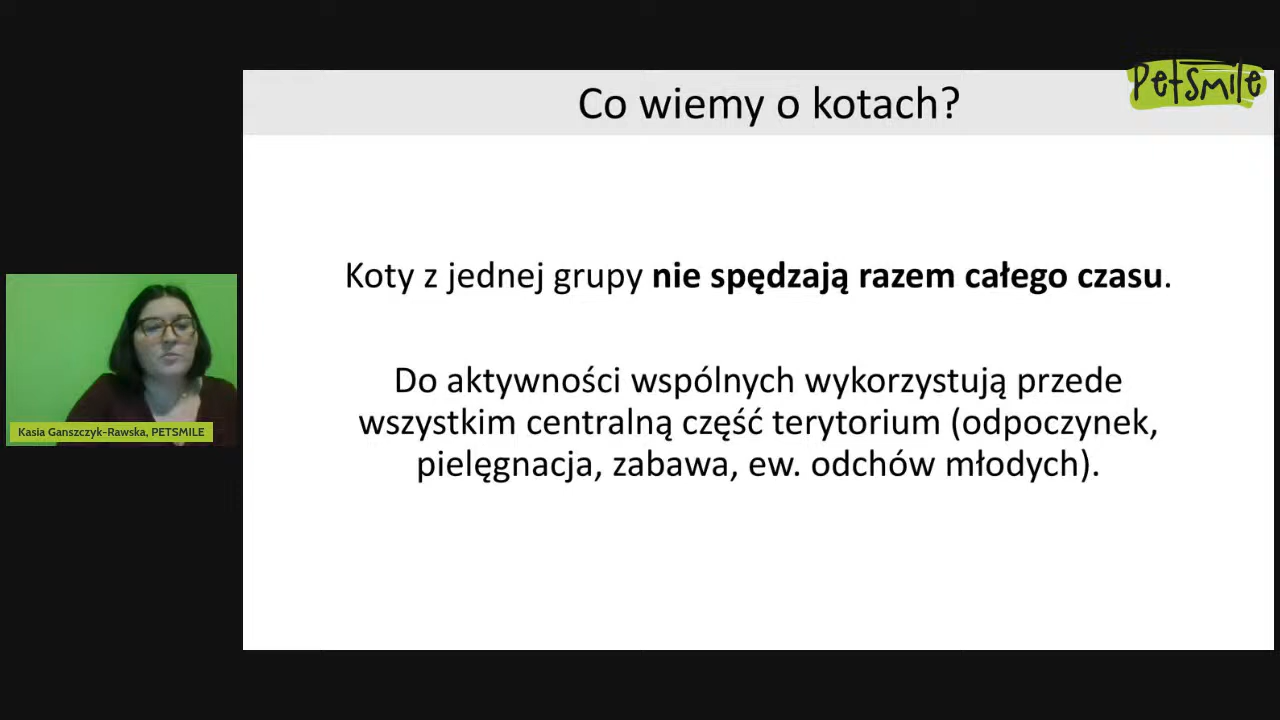 PetSmile
Co wiemy o kotach?
Koty z jednej grupy nie spędzają razem całego czasu.
Do aktywności wspólnych wykorzystują przede
wszystkim centralną część terytorium (odpoczynek,
pielęgnacja, zabawa, ew. odchów młodych).
Kasia Ganszczyk-Rawska, PETSMILE